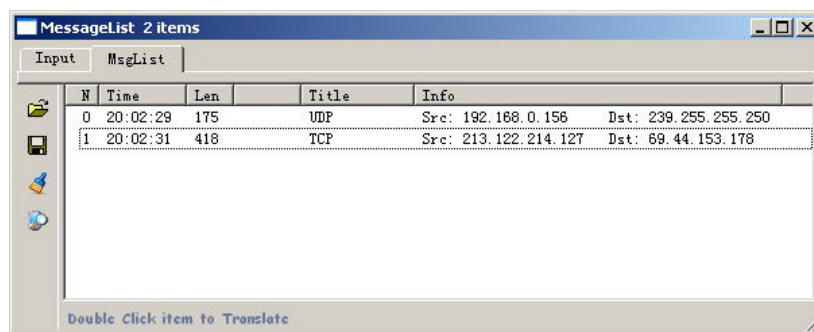 MessageList 2 items
Input MsgList
N Time Len Title Info
0 20:02:29 175 UDP Src: 192.168.0.156 Dst: 239.255.255.250
1 20:02:31 418 TCP Src: 213.122.214.127 Dst: 69.44.153.178
Double Click item to Translate